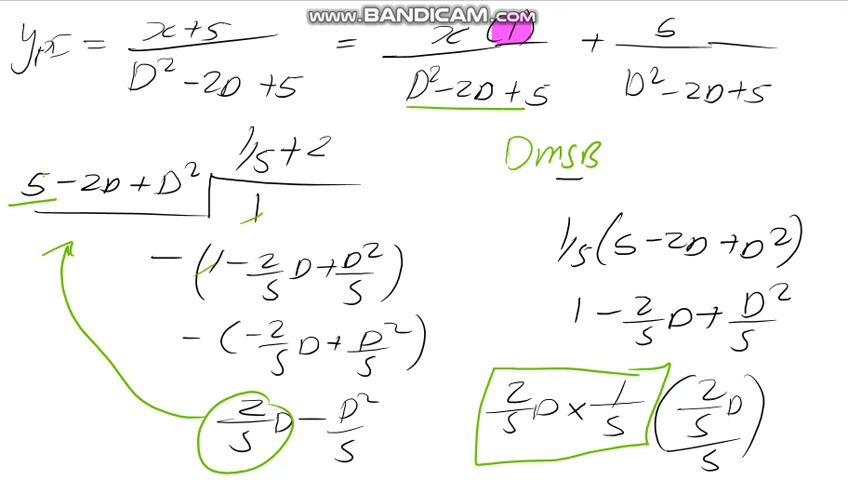 www.BANDICAM.com
y_px = (x+5)/(D²-2D+5) = x(1)/(D²-2D+5) + 5/(D²-2D+5)
DMSB
1/5+2
5-2D+D² 1
-(1-2/5 D+D²/5)
-(-2/5 D+D²/5)
2/5 D-D²/5
1/5(5-2D+D²)
1-2/5 D+D²/5
2/5 D×1/5 ((2/5 D)/5)